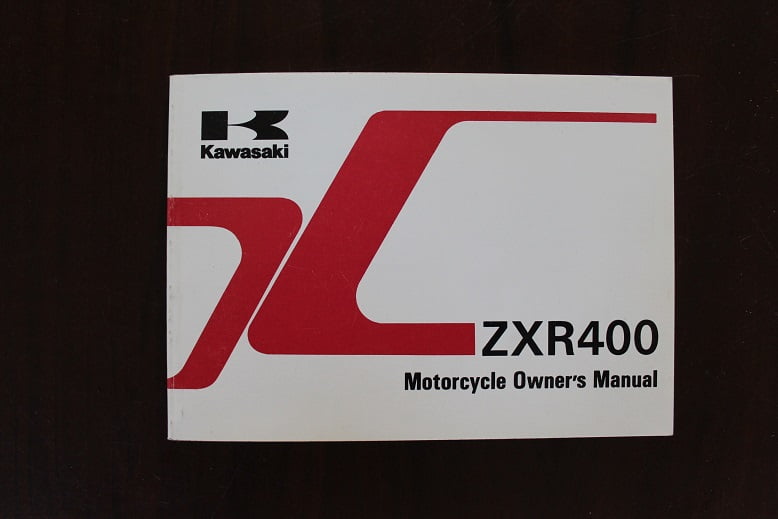 Kawasaki
ZXR400
Motorcycle Owner's Manual